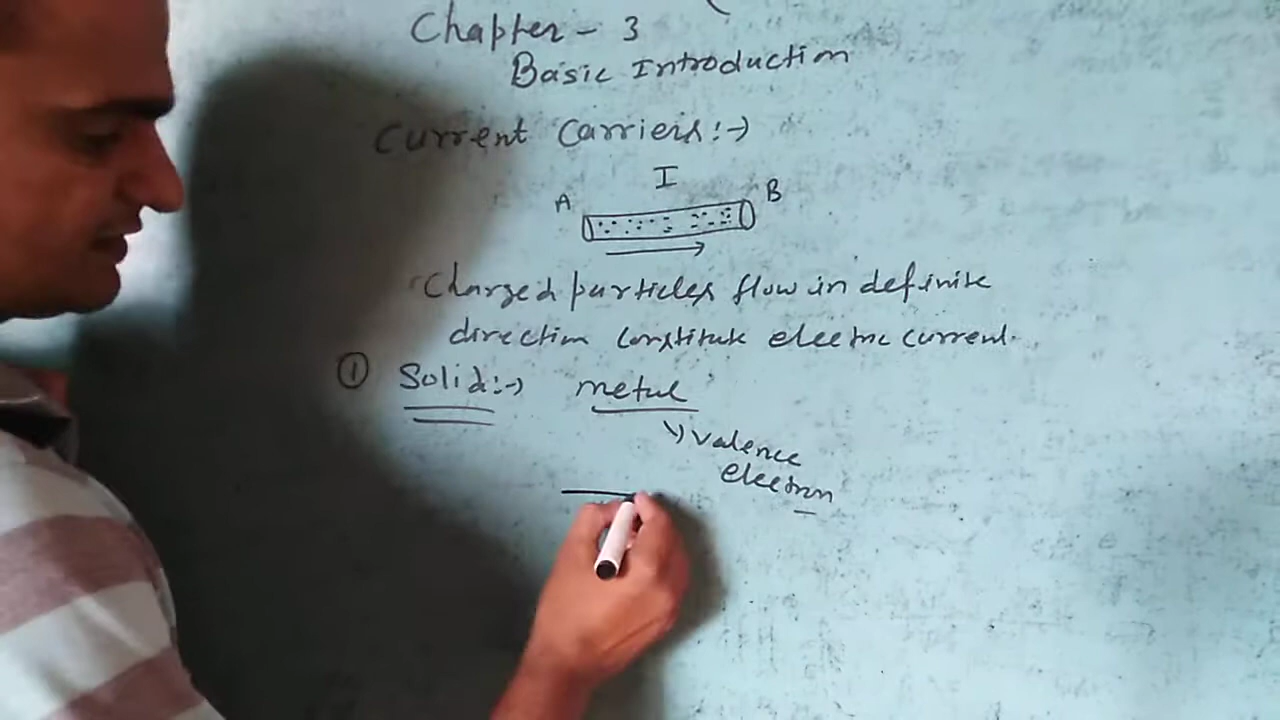 Chapter - 3
Basic Introduction
Current Carriers:→
I
A
B
Charged particles flow in definite
direction constitute electric current.
① Solid:→ metal
↳ valence
electron